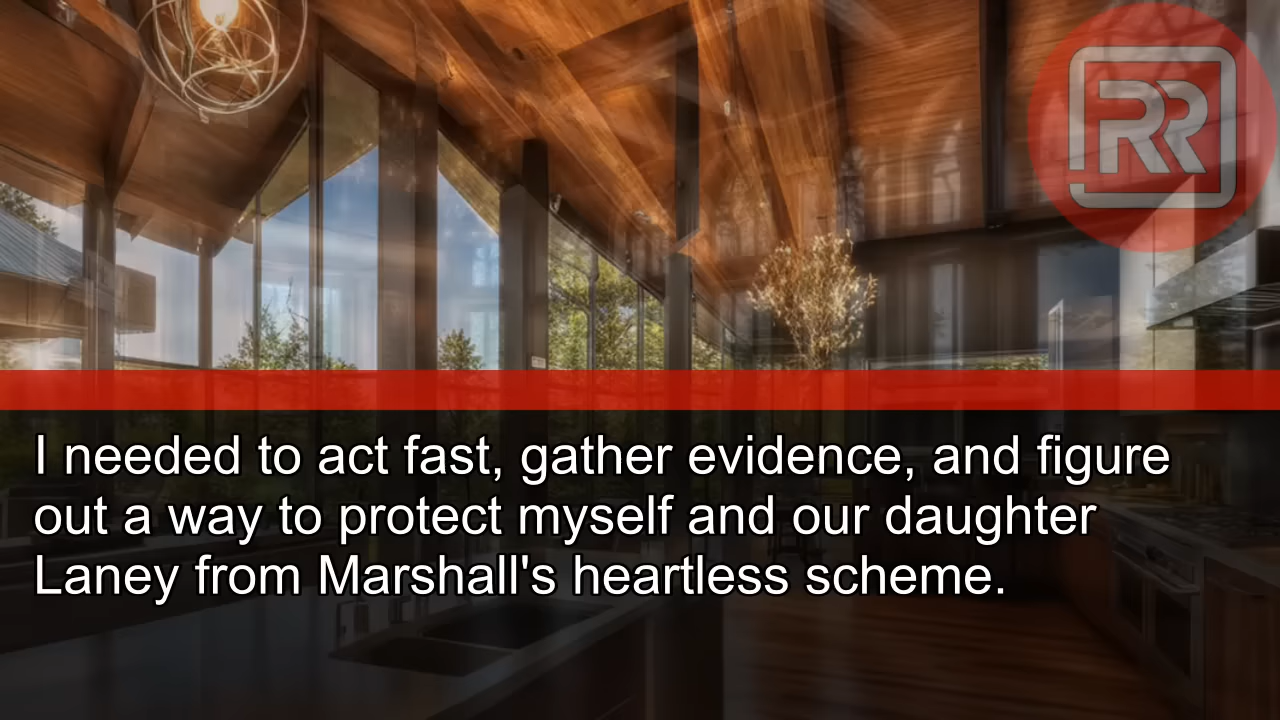 RR
I needed to act fast, gather evidence, and figure
out a way to protect myself and our daughter
Laney from Marshall's heartless scheme.